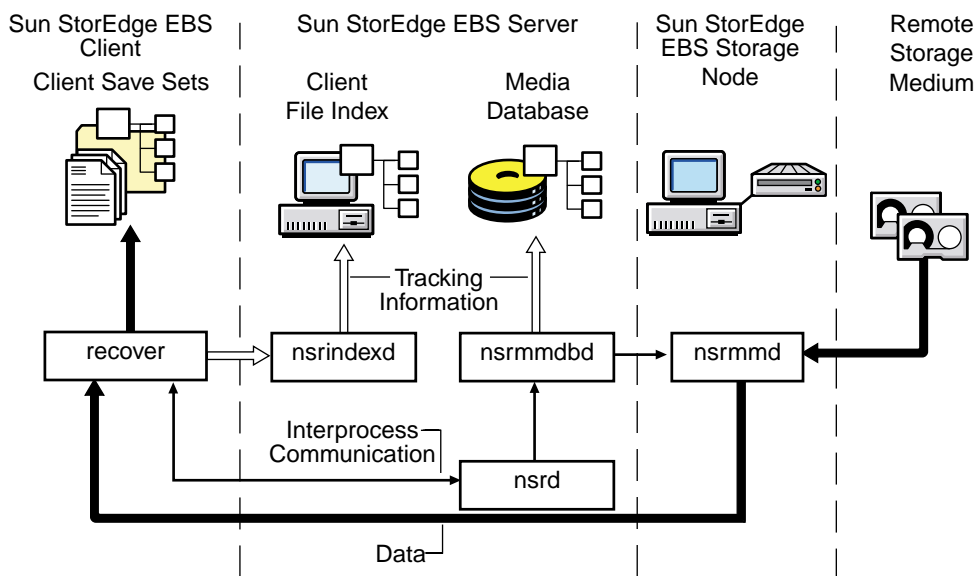 Sun StorEdge EBS
Client
Client Save Sets
Sun StorEdge EBS Server
Client
File Index
Media
Database
Sun StorEdge
EBS Storage
Node
Remote
Storage
Medium
Tracking
Information
recover
nsrindexd
nsrmmdbd
nsrmmd
Interprocess
Communication
nsrd
Data